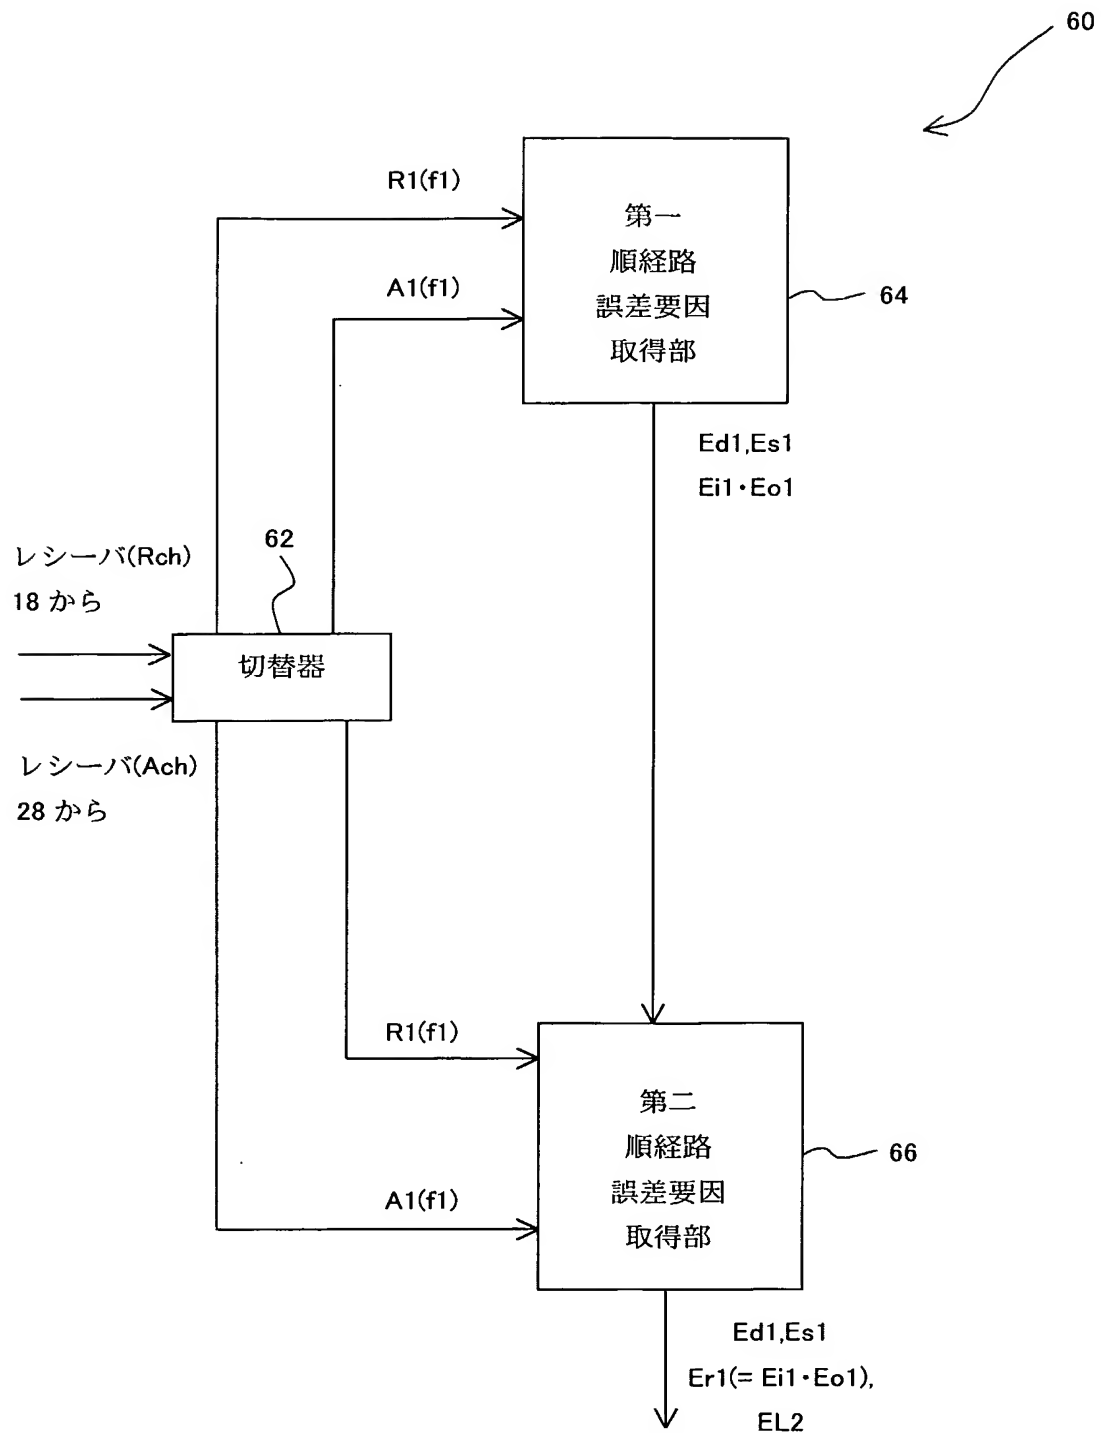 60
R1(f1)
第一
順経路
誤差要因
取得部
A1(f1)
64
Ed1,Es1
Ei1・Eo1
62
レシーバ(Rch)
18 から
切替器
レシーバ(Ach)
28 から
R1(f1)
第二
順経路
誤差要因
取得部
66
A1(f1)
Ed1,Es1
Er1(= Ei1・Eo1),
EL2